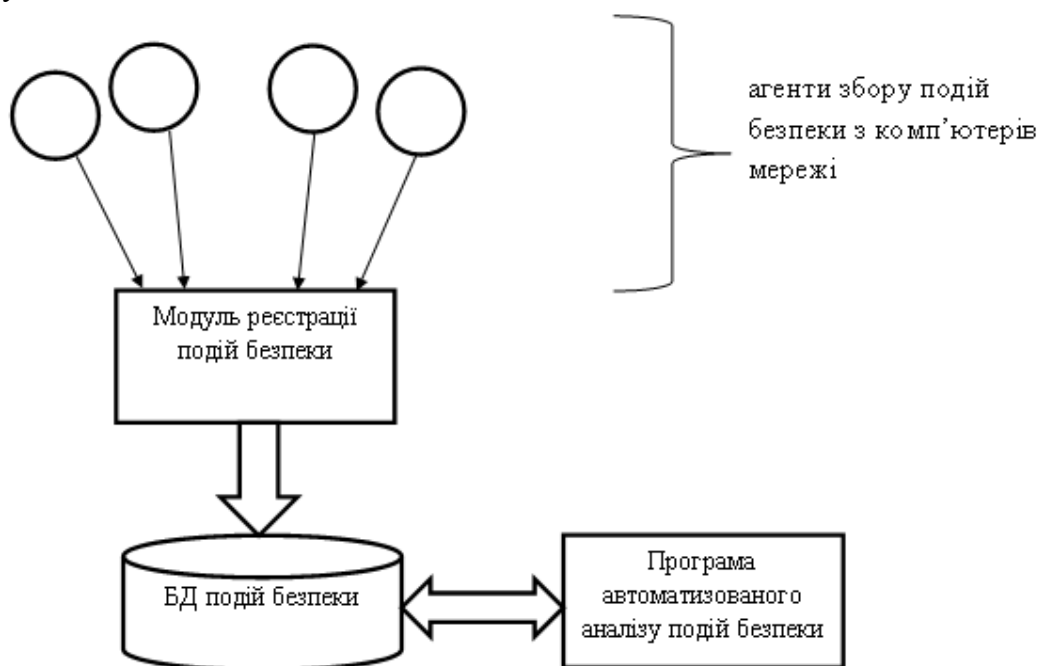 агенти збору подій
безпеки з комп’ютерів
мережі
Модуль реєстрації
подій безпеки
БД подій безпеки
Програма
автоматизованого
аналізу подій безпеки